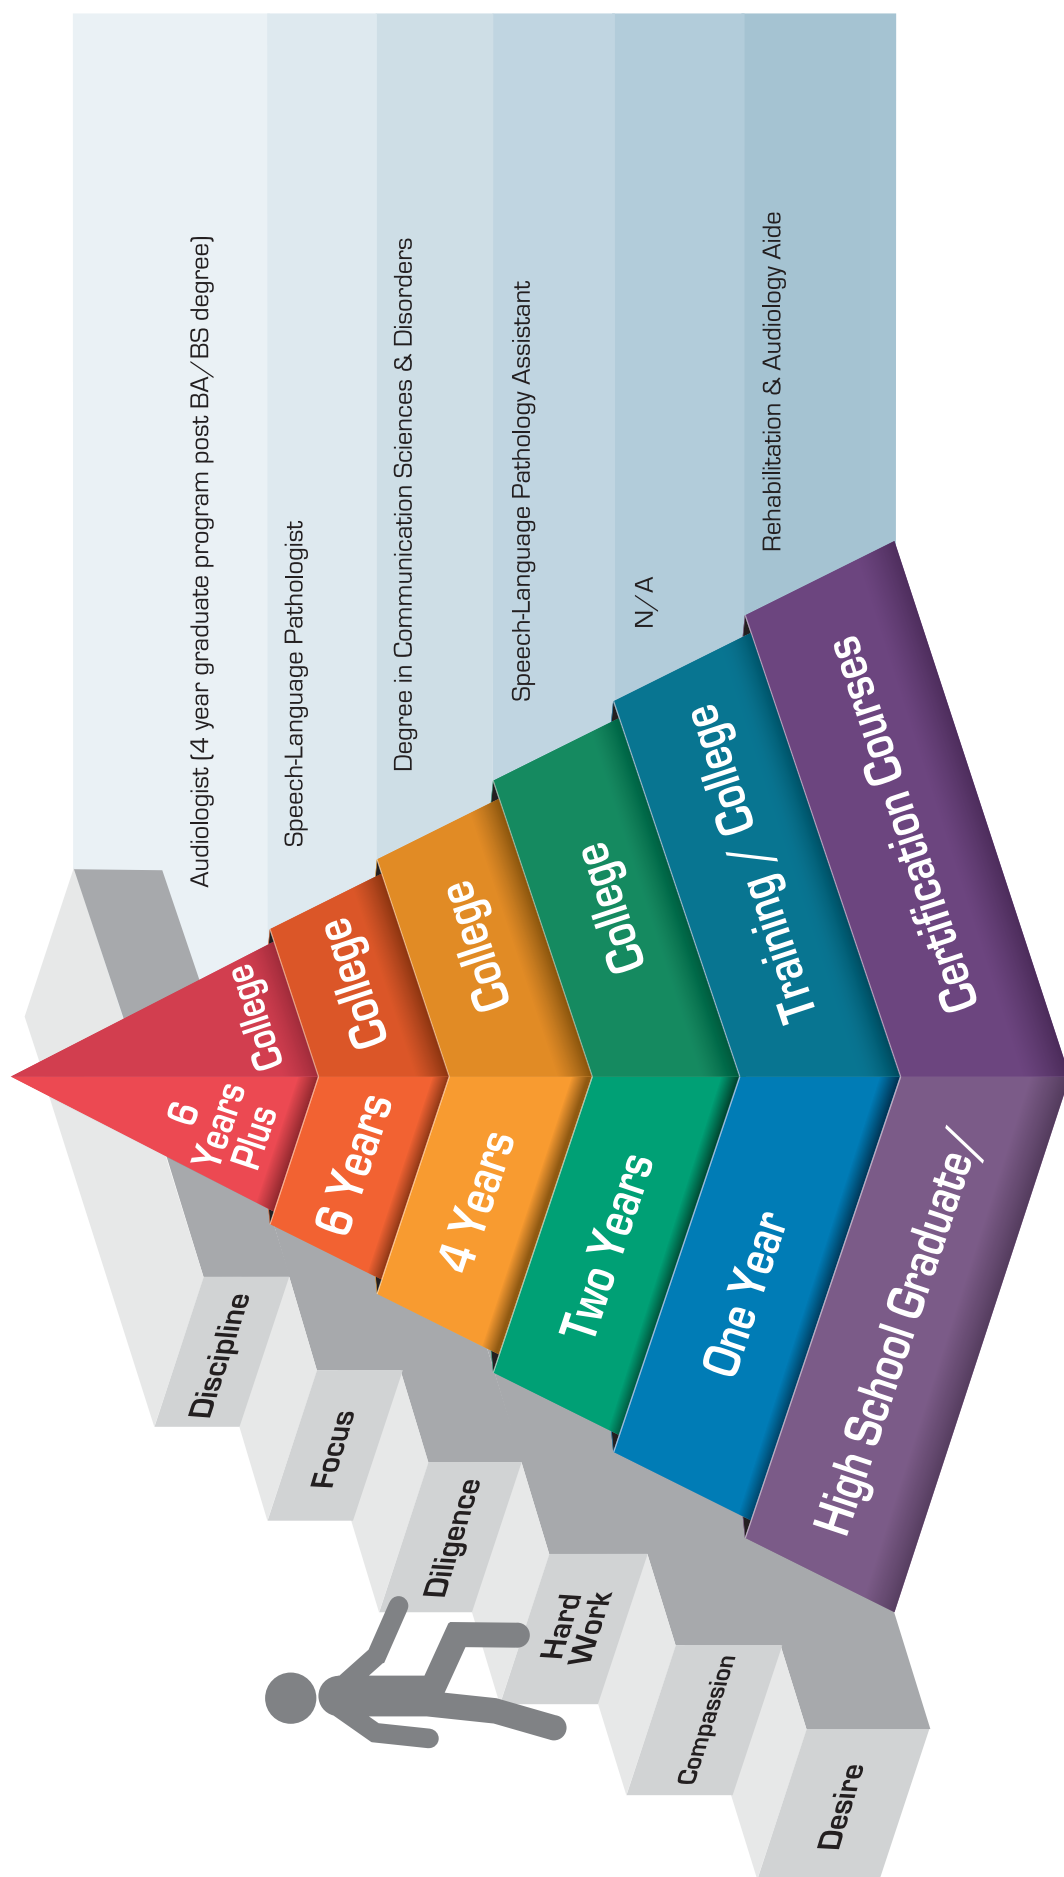 Audiologist (4 year graduate program post BA/BS degree)
6
Years
Plus
College
Discipline
Speech-Language Pathologist
6 Years
College
Focus
Degree in Communication Sciences & Disorders
4 Years
College
Diligence
Speech-Language Pathology Assistant
Two Years
College
Hard
Work
N/A
One Year
Training / College
Compassion
Rehabilitation & Audiology Aide
High School Graduate/
Certification Courses
Desire